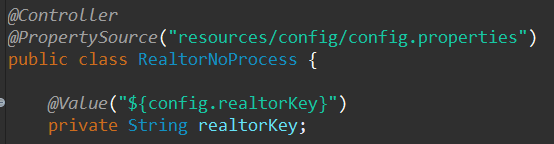 @Controller
@PropertySource("resources/config/config.properties")
public class RealtorNoProcess {
@Value("${config.realtorKey}")
private String realtorKey;